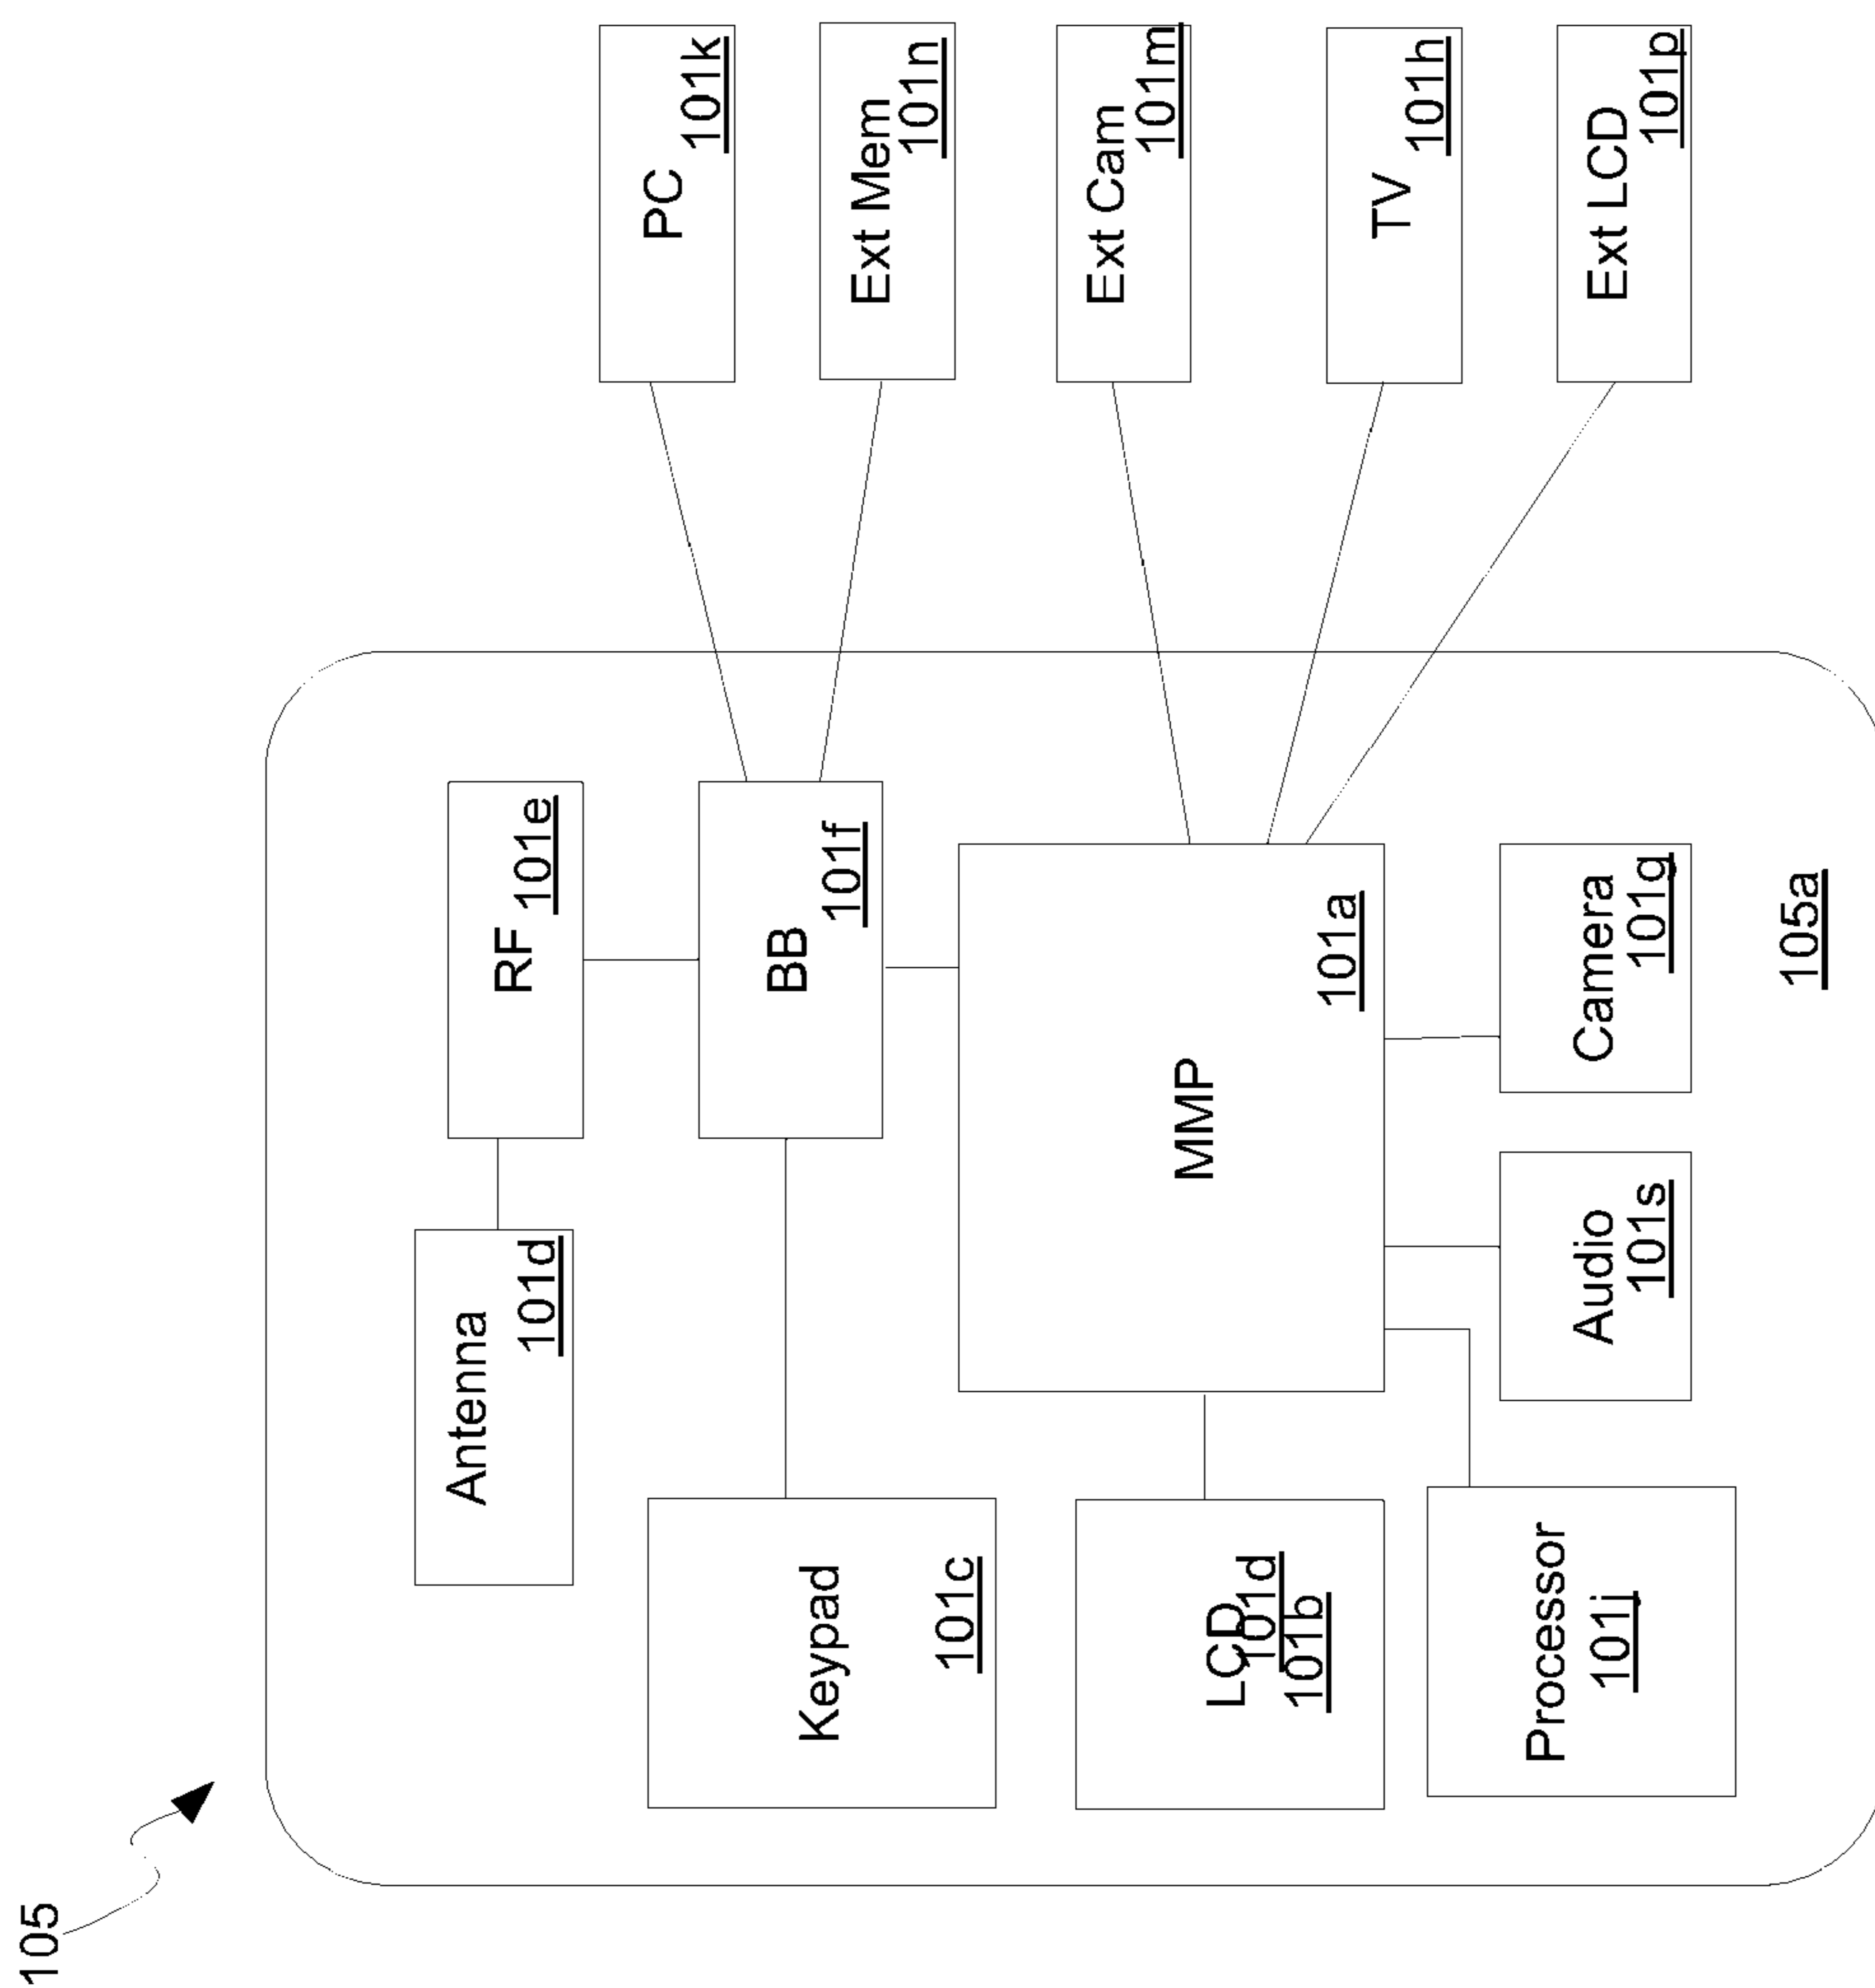 105
Antenna
101d
RF
101e
PC
101k
Keypad
101c
BB
101f
Ext Mem
101n
MMP
101a
Ext Cam
101m
LCD
101d
101b
TV
101h
Processor
101j
Audio
101s
Camera
101g
Ext LCD
101p
105a